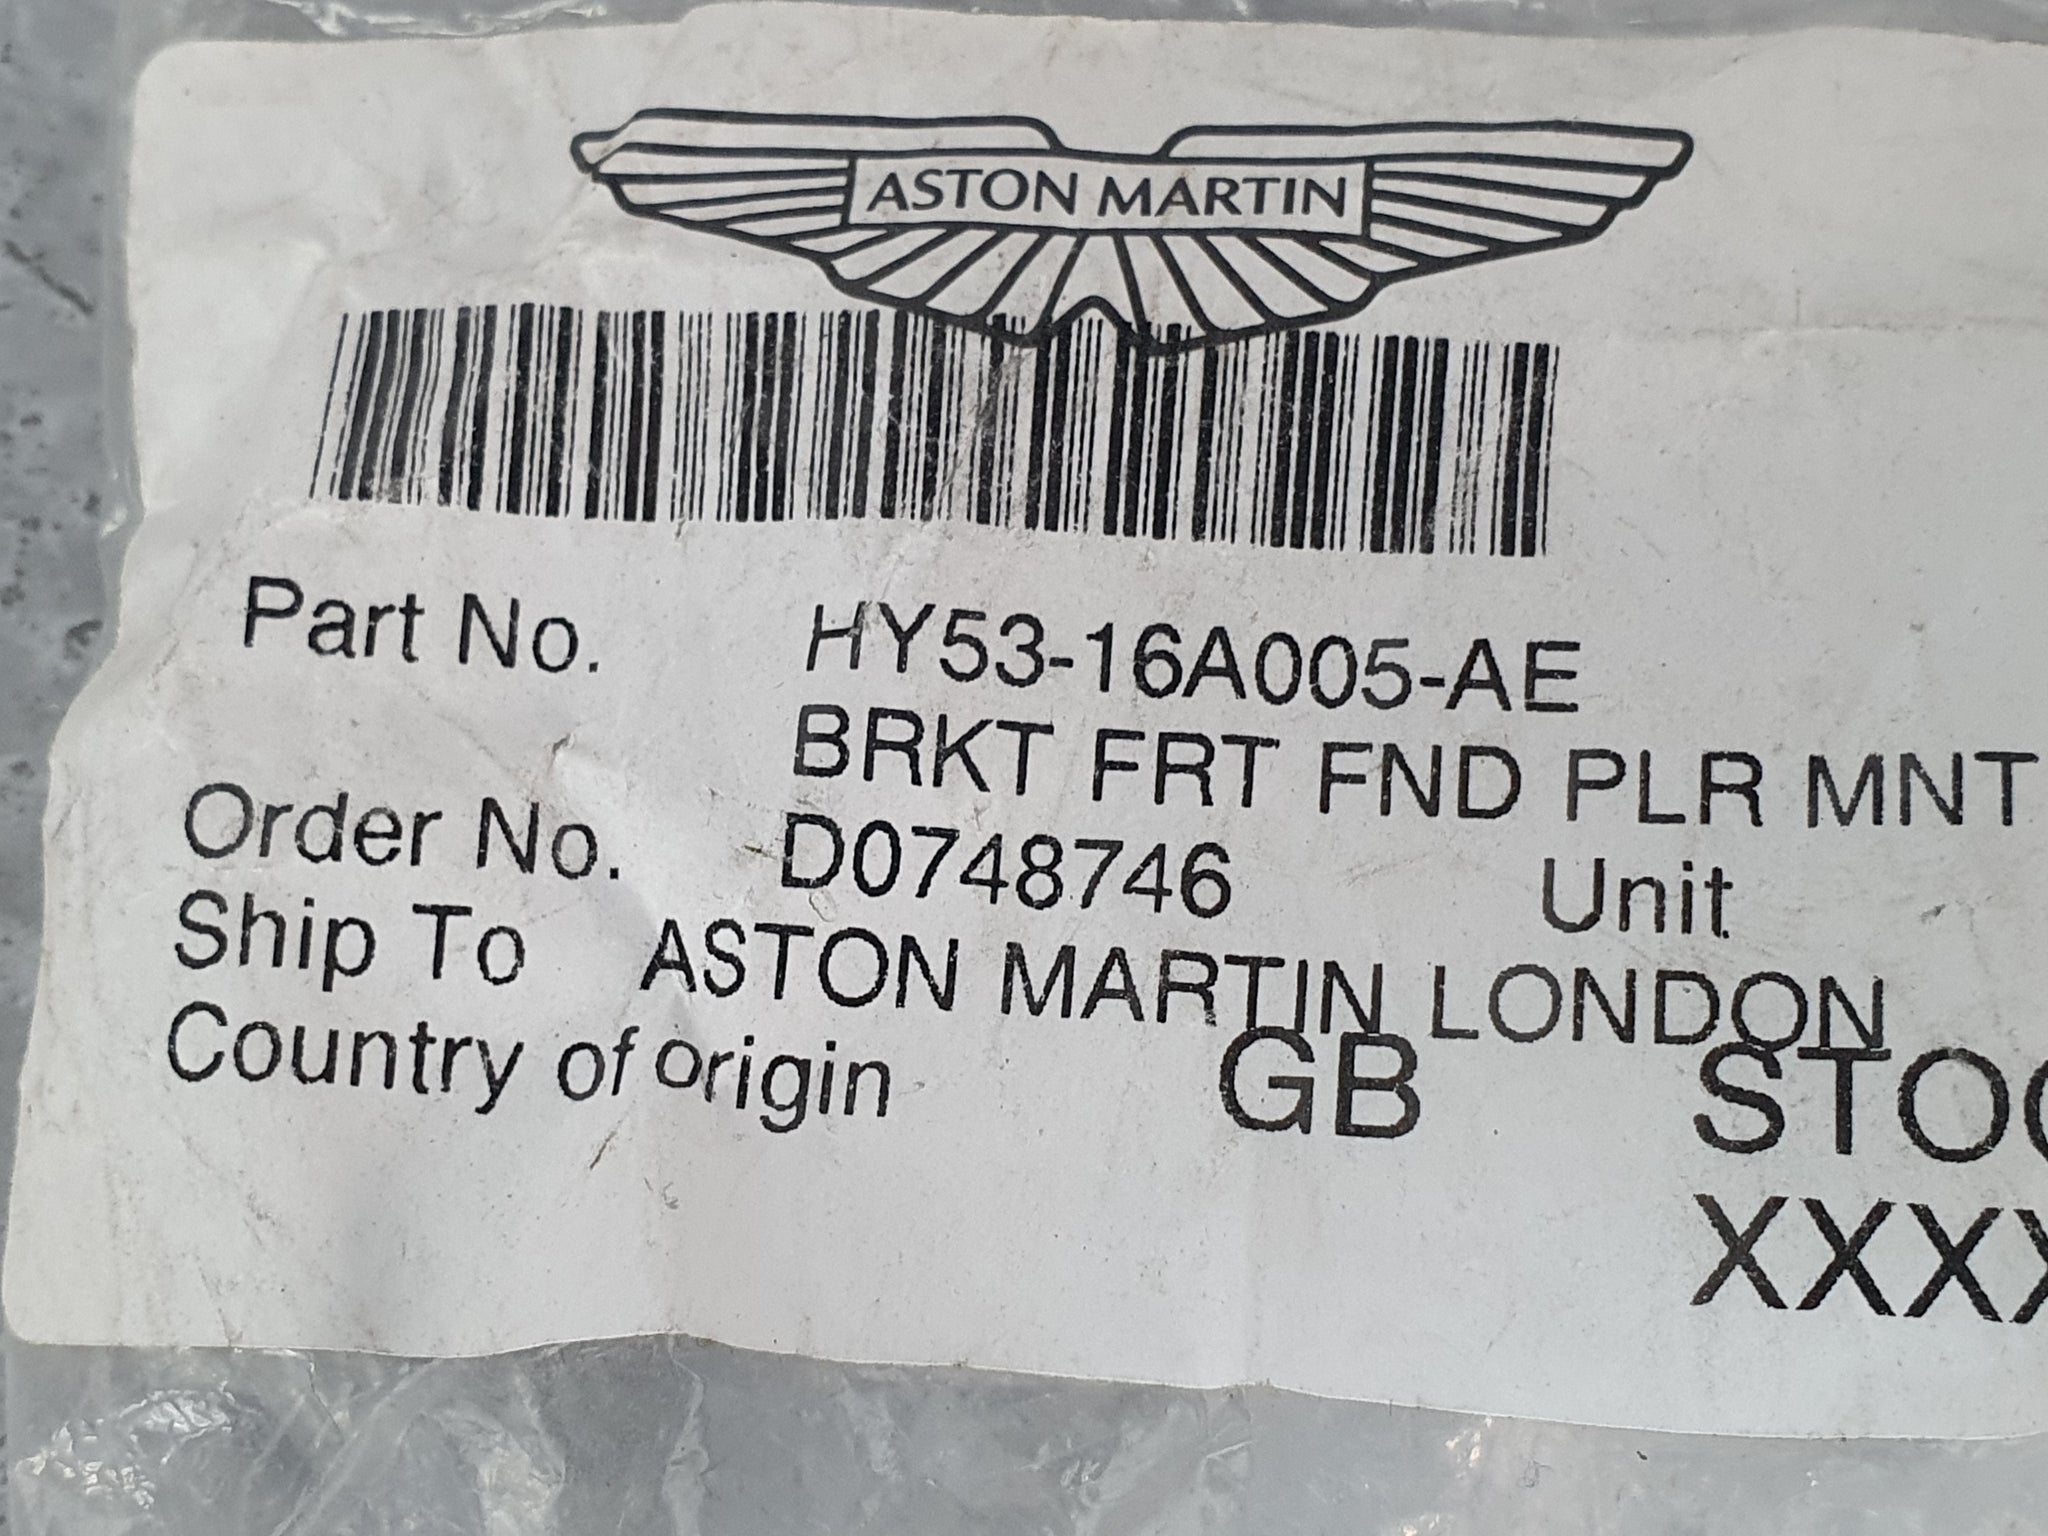 ASTON MARTIN
Part No. HY53-16A005-AE
BRKT FRT FND PLR MNT
Order No. D0748746 Unit
Ship To ASTON MARTIN LONDON
Country of origin GB